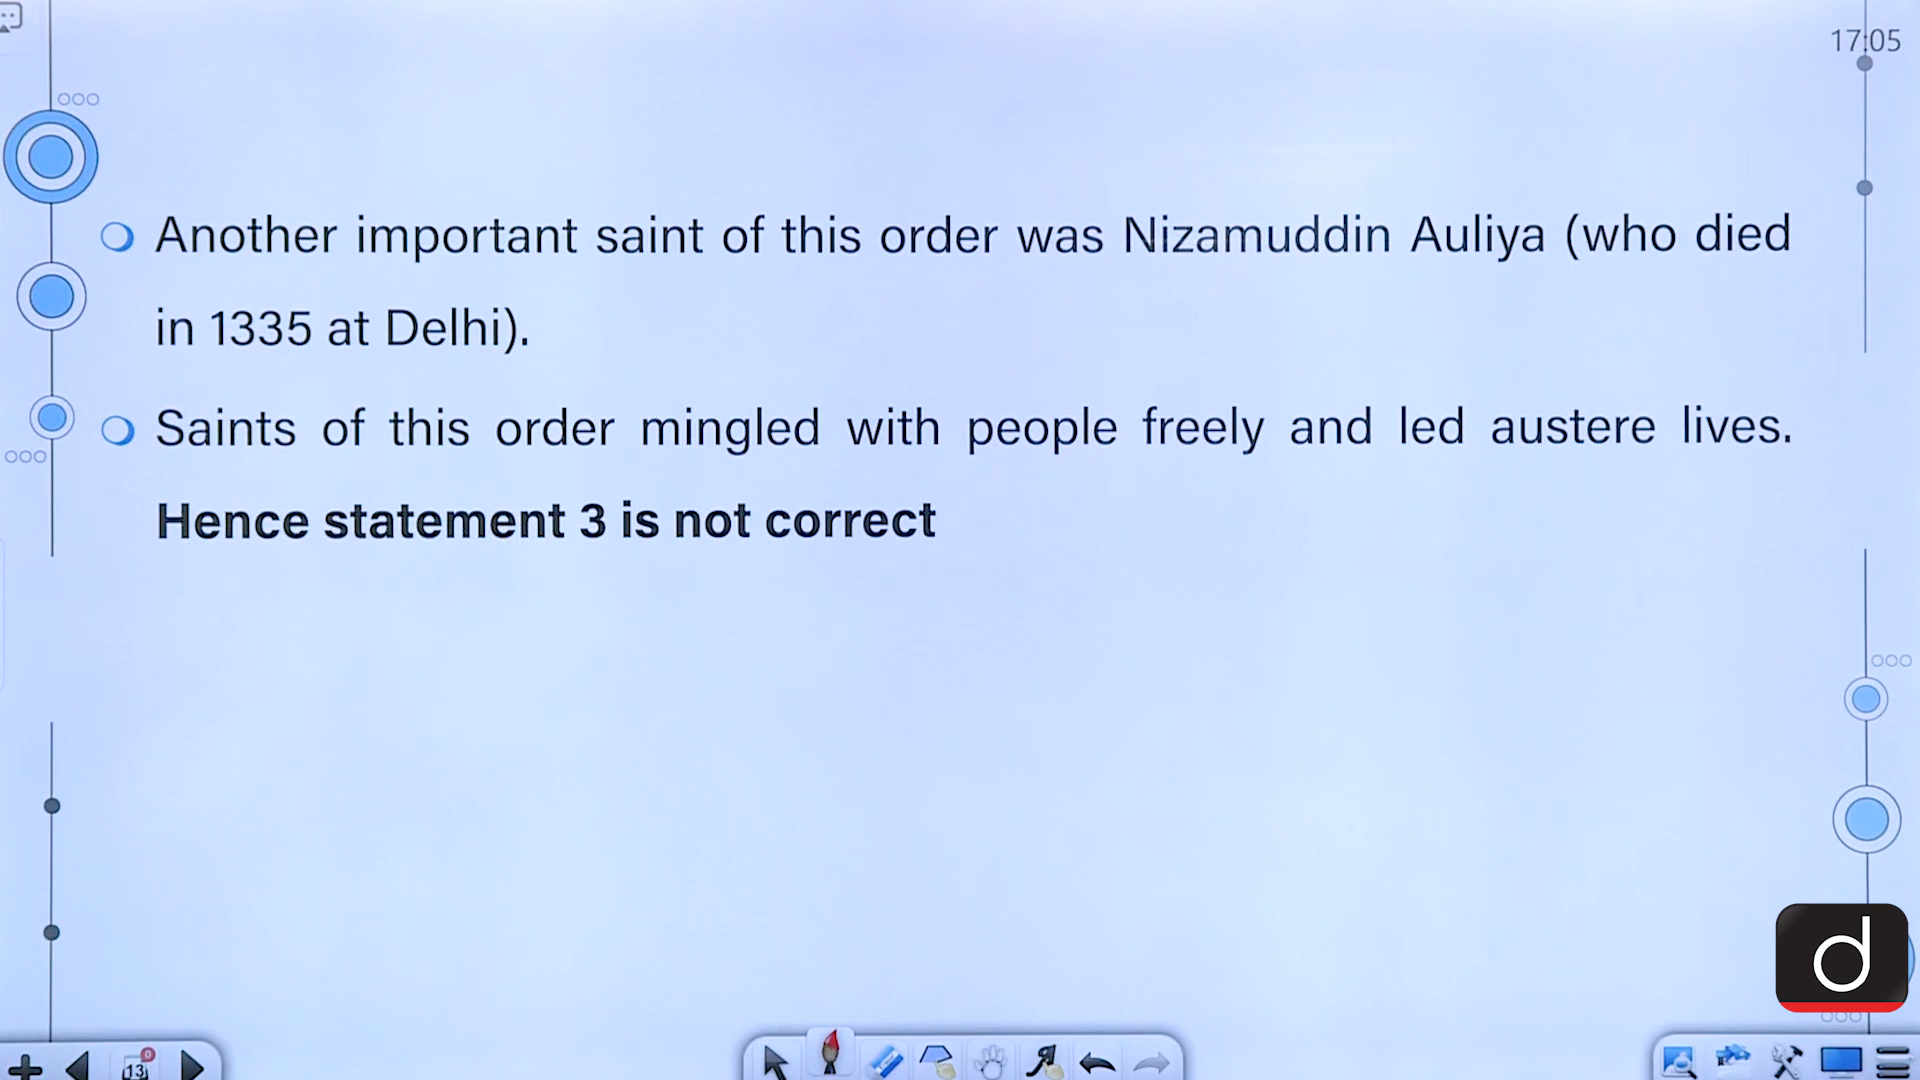 17:05
Another important saint of this order was Nizamuddin Auliya (who died
in 1335 at Delhi).
Saints of this order mingled with people freely and led austere lives.
Hence statement 3 is not correct
d
0
13